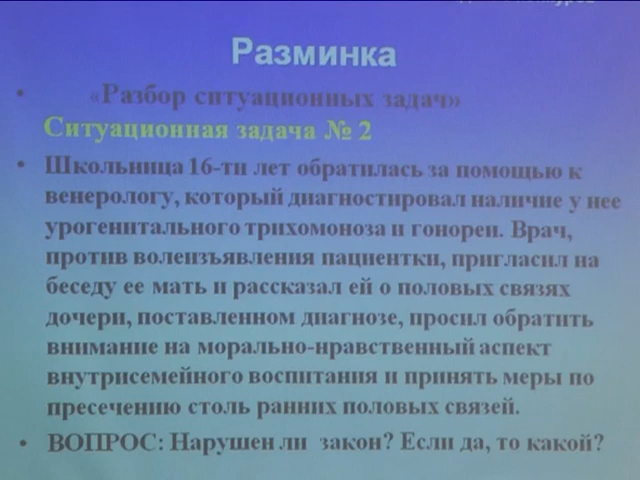 Разминка
• «Разбор ситуационных задач»
Ситуационная задача № 2
• Школьница 16-ти лет обратилась за помощью к
венерологу, который диагностировал наличие у нее
урогенитального трихомоноза и гонореи. Врач,
против волеизъявления пациентки, пригласил на
беседу ее мать и рассказал ей о половых связях
дочери, поставленном диагнозе, просил обратить
внимание на морально-нравственный аспект
внутрисемейного воспитания и принять меры по
пресечению столь ранних половых связей.
• ВОПРОС: Нарушен ли закон? Если да, то какой?